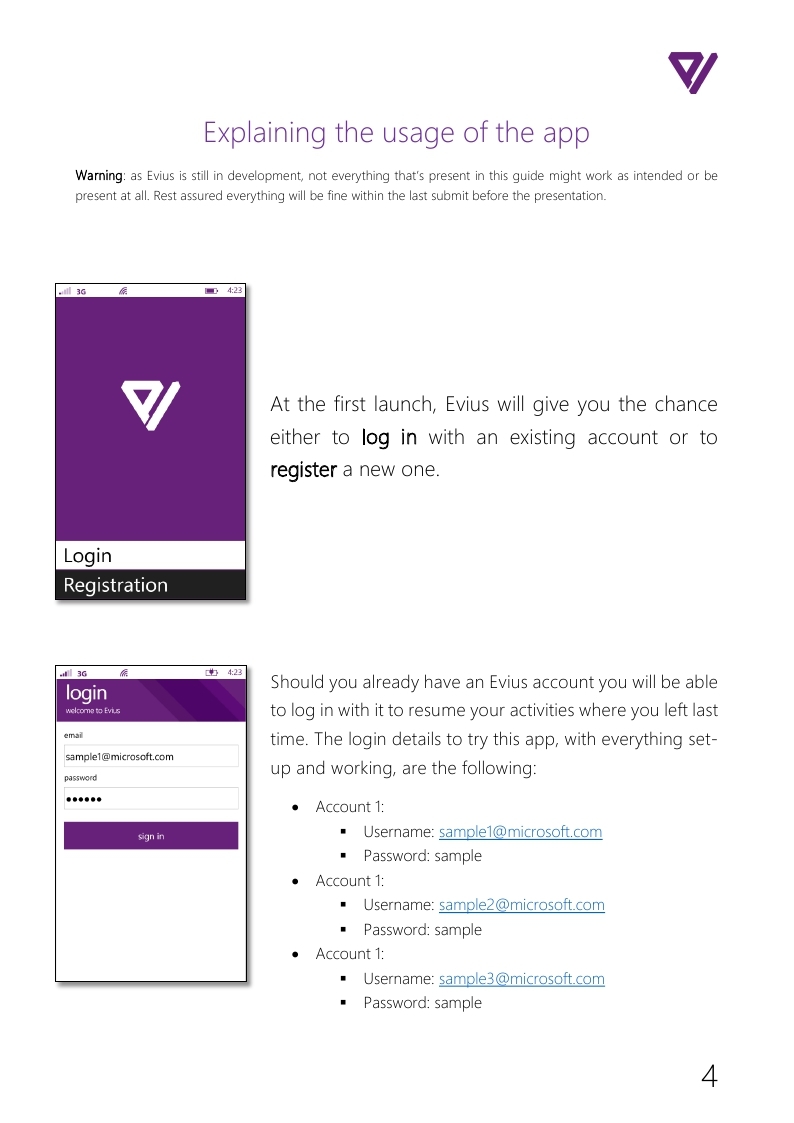 Explaining the usage of the app
Warning: as Evius is still in development, not everything that's present in this guide might work as intended or be
present at all. Rest assured everything will be fine within the last submit before the presentation.
3G 4:23
Login
Registration
At the first launch, Evius will give you the chance
either to log in with an existing account or to
register a new one.
3G 4:23
login
welcome to Evius
email
sample1@microsoft.com
password
●●●●●●
sign in
Should you already have an Evius account you will be able
to log in with it to resume your activities where you left last
time. The login details to try this app, with everything set-
up and working, are the following:
• Account 1:
▪ Username: sample1@microsoft.com
▪ Password: sample
• Account 1:
▪ Username: sample2@microsoft.com
▪ Password: sample
• Account 1:
▪ Username: sample3@microsoft.com
▪ Password: sample
4